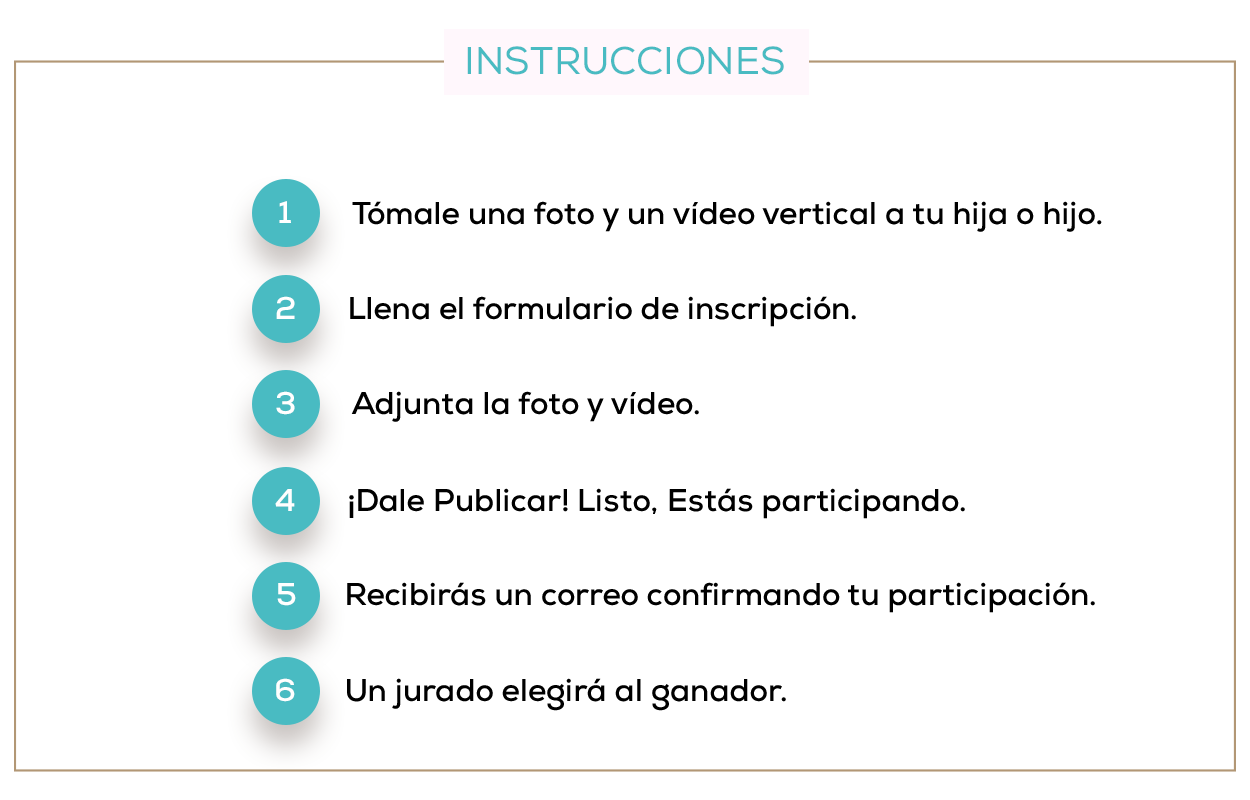 INSTRUCCIONES
1 Tómale una foto y un vídeo vertical a tu hija o hijo.
2 Llena el formulario de inscripción.
3 Adjunta la foto y vídeo.
4 ¡Dale Publicar! Listo, Estás participando.
5 Recibirás un correo confirmando tu participación.
6 Un jurado elegirá al ganador.